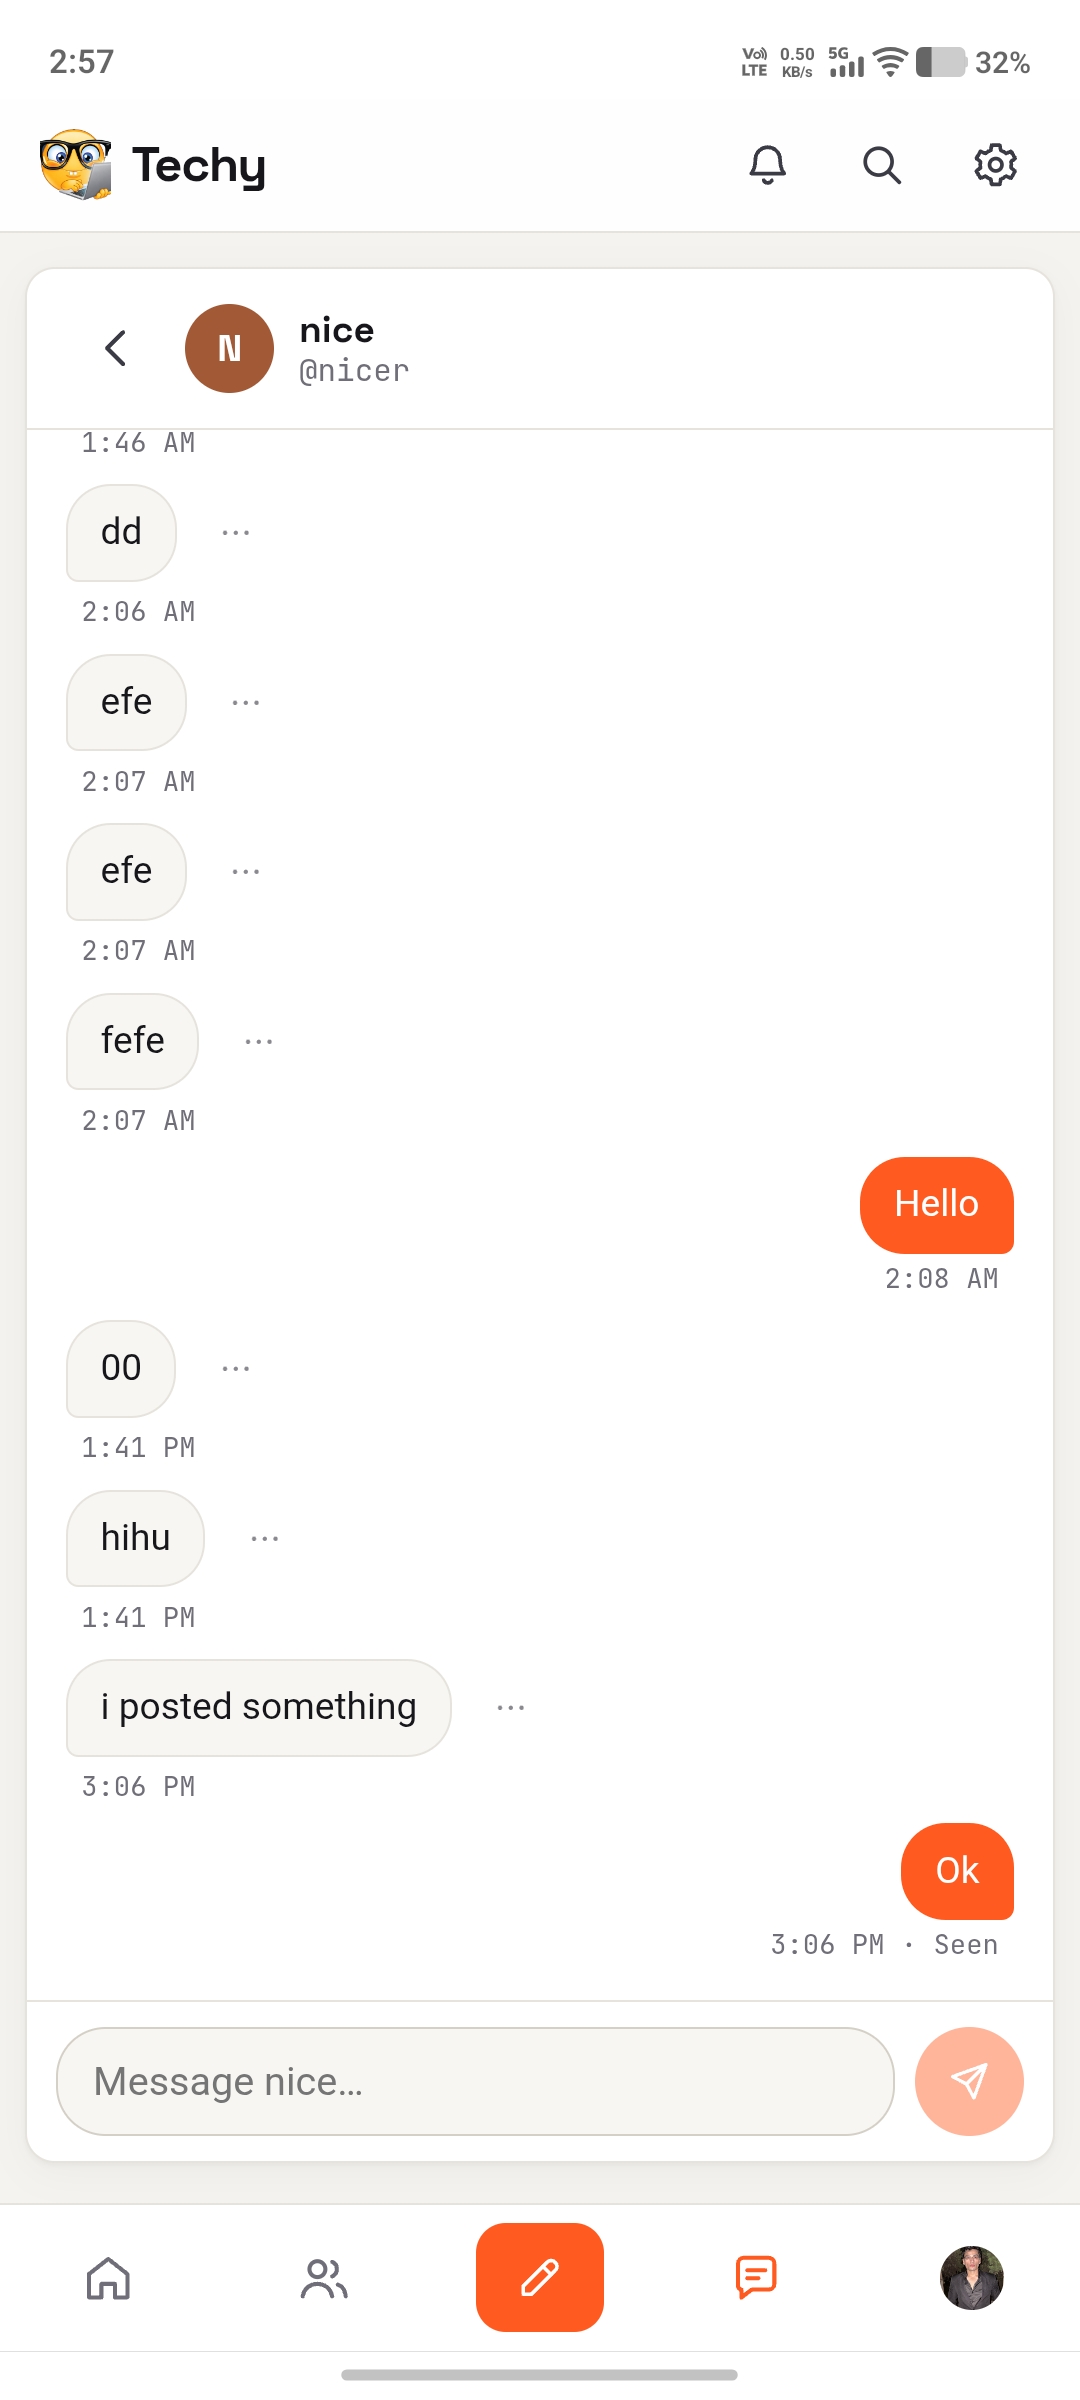 2:57
Vo))
LTE
0.50
KB/s
5G
32%
Techy
N
nice
@nicer
1:46 AM
dd
2:06 AM
efe
2:07 AM
efe
2:07 AM
fefe
2:07 AM
Hello
2:08 AM
00
1:41 PM
hihu
1:41 PM
i posted something
3:06 PM
Ok
3:06 PM · Seen
Message nice…